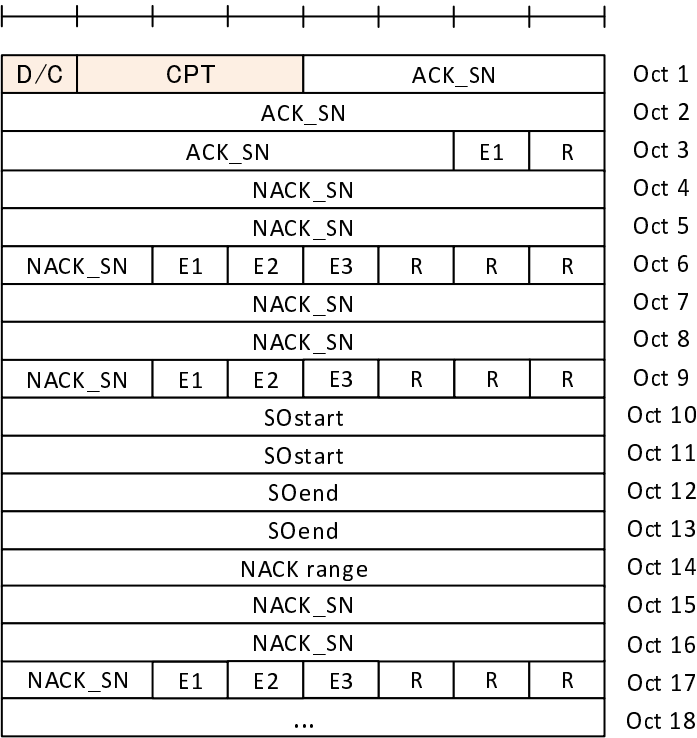 D/C CPT ACK_SN Oct 1
ACK_SN Oct 2
ACK_SN E1 R Oct 3
NACK_SN Oct 4
NACK_SN Oct 5
NACK_SN E1 E2 E3 R R R Oct 6
NACK_SN Oct 7
NACK_SN Oct 8
NACK_SN E1 E2 E3 R R R Oct 9
SOstart Oct 10
SOstart Oct 11
SOend Oct 12
SOend Oct 13
NACK range Oct 14
NACK_SN Oct 15
NACK_SN Oct 16
NACK_SN E1 E2 E3 R R R Oct 17
... Oct 18